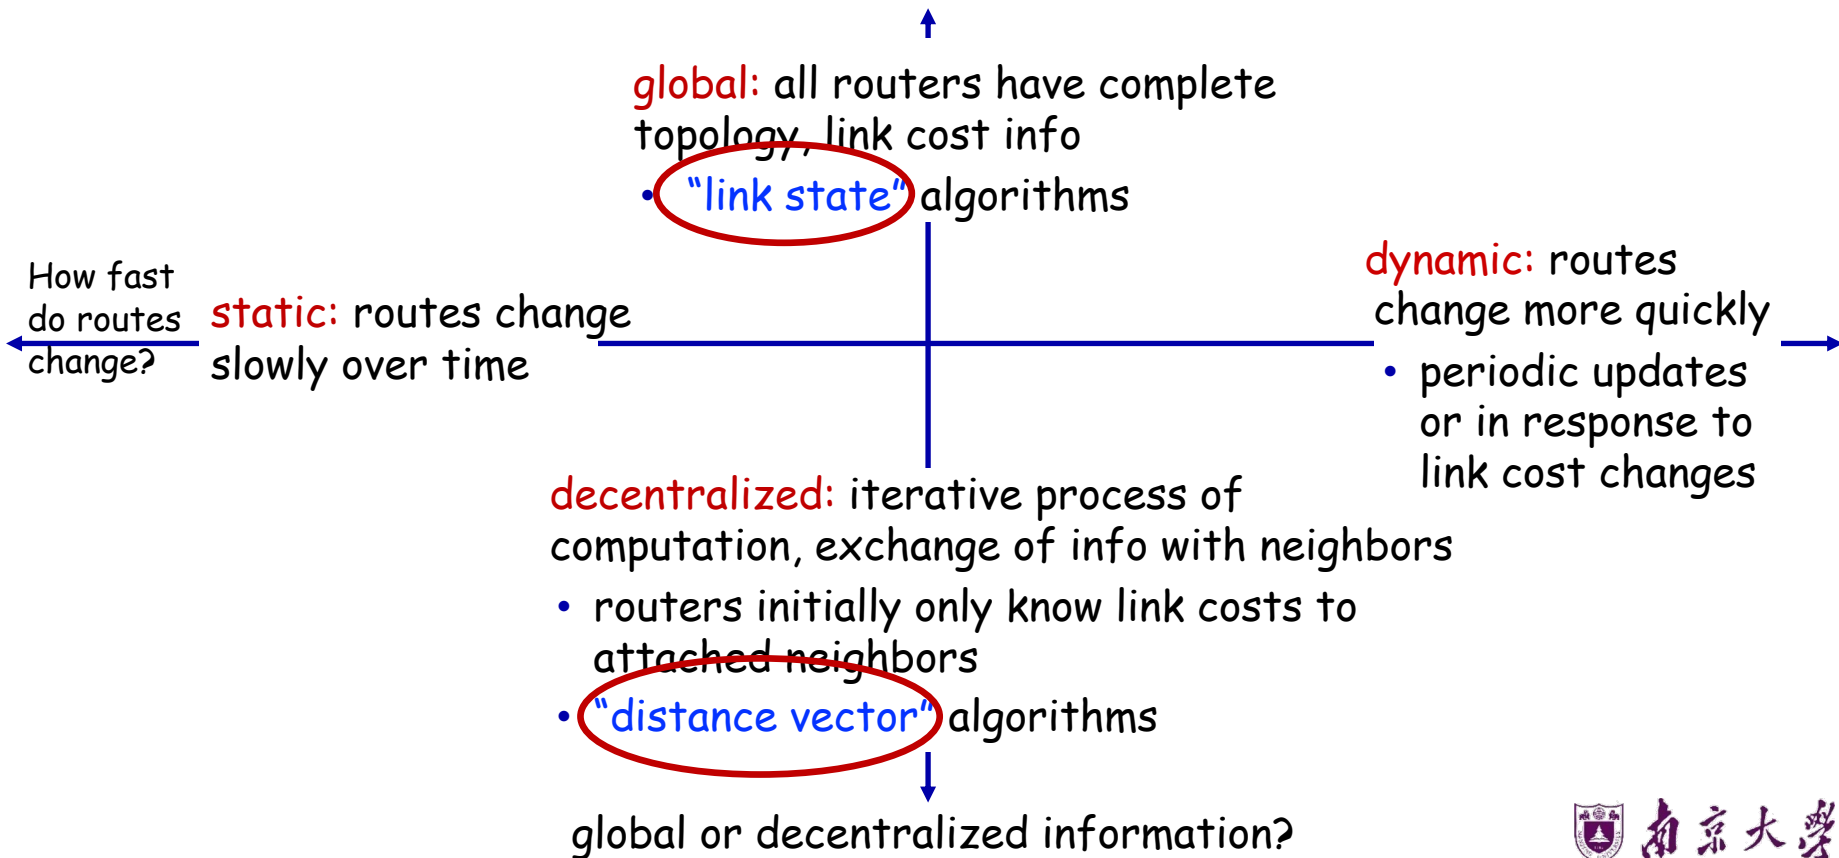 global: all routers have complete
topology, link cost info
• “link state” algorithms
How fast
do routes
change?
static: routes change
slowly over time
dynamic: routes
change more quickly
• periodic updates
or in response to
link cost changes
decentralized: iterative process of
computation, exchange of info with neighbors
• routers initially only know link costs to
attached neighbors
• “distance vector” algorithms
global or decentralized information?
南京大學